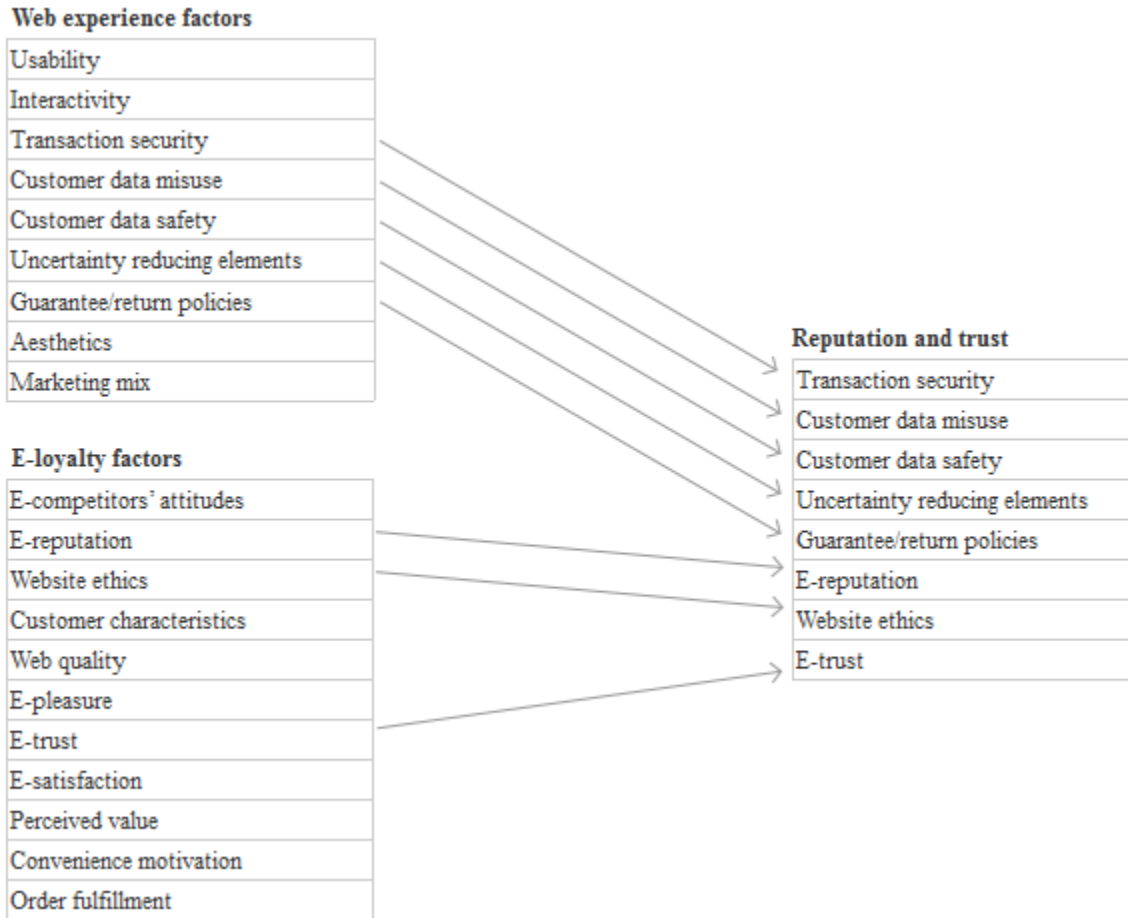 Web experience factors
Usability
Interactivity
Transaction security
Customer data misuse
Customer data safety
Uncertainty reducing elements
Guarantee/return policies
Aesthetics
Marketing mix
E-loyalty factors
E-competitors’ attitudes
E-reputation
Website ethics
Customer characteristics
Web quality
E-pleasure
E-trust
E-satisfaction
Perceived value
Convenience motivation
Order fulfillment
Reputation and trust
Transaction security
Customer data misuse
Customer data safety
Uncertainty reducing elements
Guarantee/return policies
E-reputation
Website ethics
E-trust